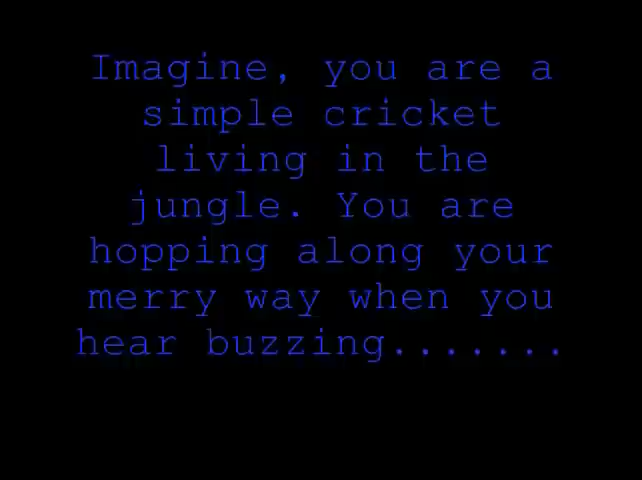 Imagine, you are a
simple cricket
living in the
jungle. You are
hopping along your
merry way when you
hear buzzing.......